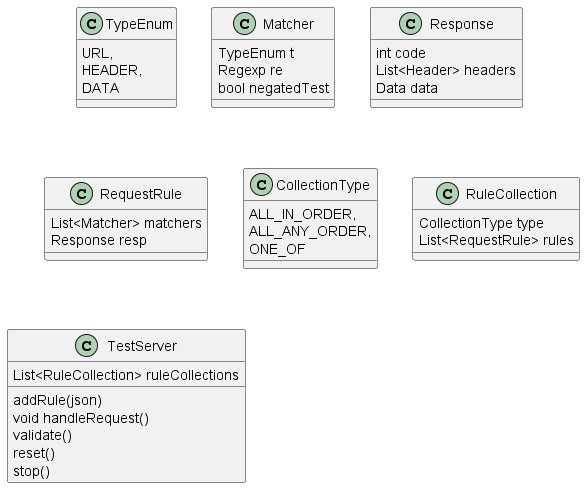 C TypeEnum
URL,
HEADER,
DATA
C Matcher
TypeEnum t
Regexp re
bool negatedTest
C Response
int code
List<Header> headers
Data data
C RequestRule
List<Matcher> matchers
Response resp
C CollectionType
ALL_IN_ORDER,
ALL_ANY_ORDER,
ONE_OF
C RuleCollection
CollectionType type
List<RequestRule> rules
C TestServer
List<RuleCollection> ruleCollections
addRule(json)
void handleRequest()
validate()
reset()
stop()